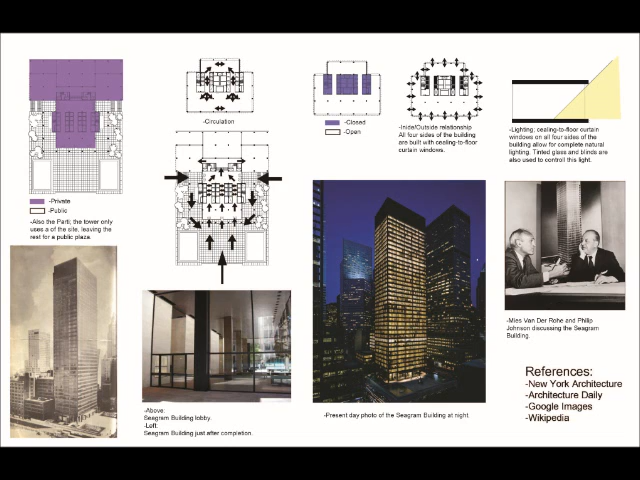 -Circulation
-Closed
-Open
-Inide/Outside relationship
All four sides of the building
are built with cealing-to-floor
curtain windows.
-Lighting; cealing-to-floor curtain
windows on all four sides of the
building allow for complete natural
lighting. Tinted glass and blinds are
also used to control this light.
-Private
-Public
-Also the Parti; the tower only
uses a of the site, leaving the
rest for a public plaza.
-Mies Van Der Rohe and Philip
Johnson discussing the Seagram
Building.
-Above:
Seagram Building lobby.
-Left:
Seagram Building just after completion.
-Present day photo of the Seagram Building at night.
References:
-New York Architecture
-Architecture Daily
-Google Images
-Wikipedia